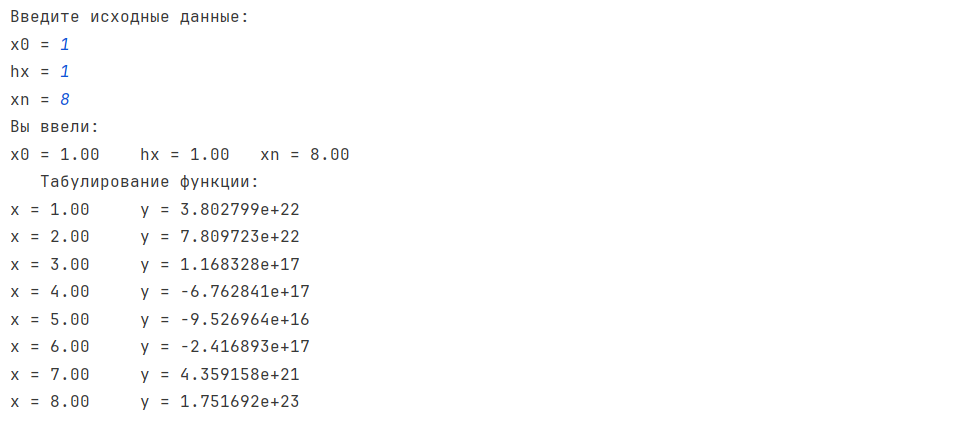 Введите исходные данные:
x0 = 1
hx = 1
xn = 8
Вы ввели:
x0 = 1.00    hx = 1.00   xn = 8.00
   Табулирование функции:
x = 1.00     y = 3.802799e+22
x = 2.00     y = 7.809723e+22
x = 3.00     y = 1.168328e+17
x = 4.00     y = -6.762841e+17
x = 5.00     y = -9.526964e+16
x = 6.00     y = -2.416893e+17
x = 7.00     y = 4.359158e+21
x = 8.00     y = 1.751692e+23